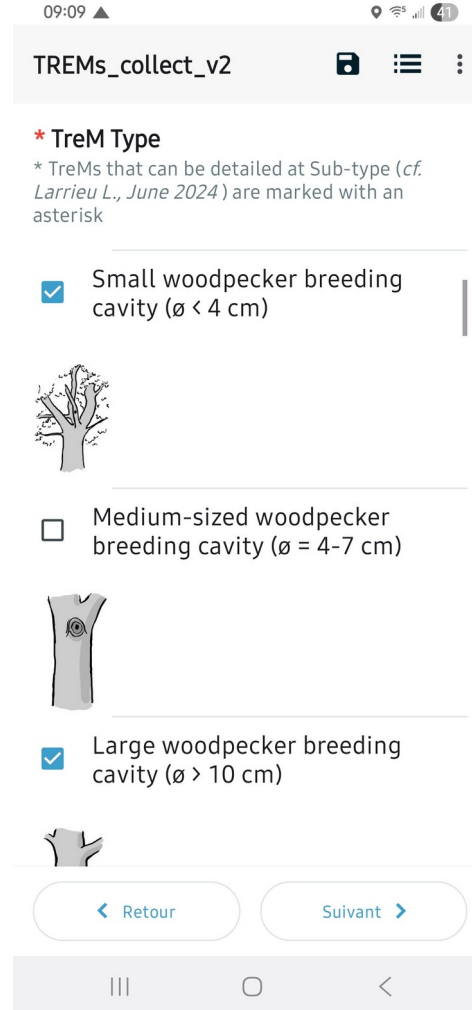 09:09
41
TREMs_collect_v2
* TreM Type
* TreMs that can be detailed at Sub-type (cf.
Larrieu L., June 2024 ) are marked with an
asterisk
Small woodpecker breeding
cavity (ø < 4 cm)
Medium-sized woodpecker
breeding cavity (ø = 4-7 cm)
Large woodpecker breeding
cavity (ø > 10 cm)
Retour
Suivant